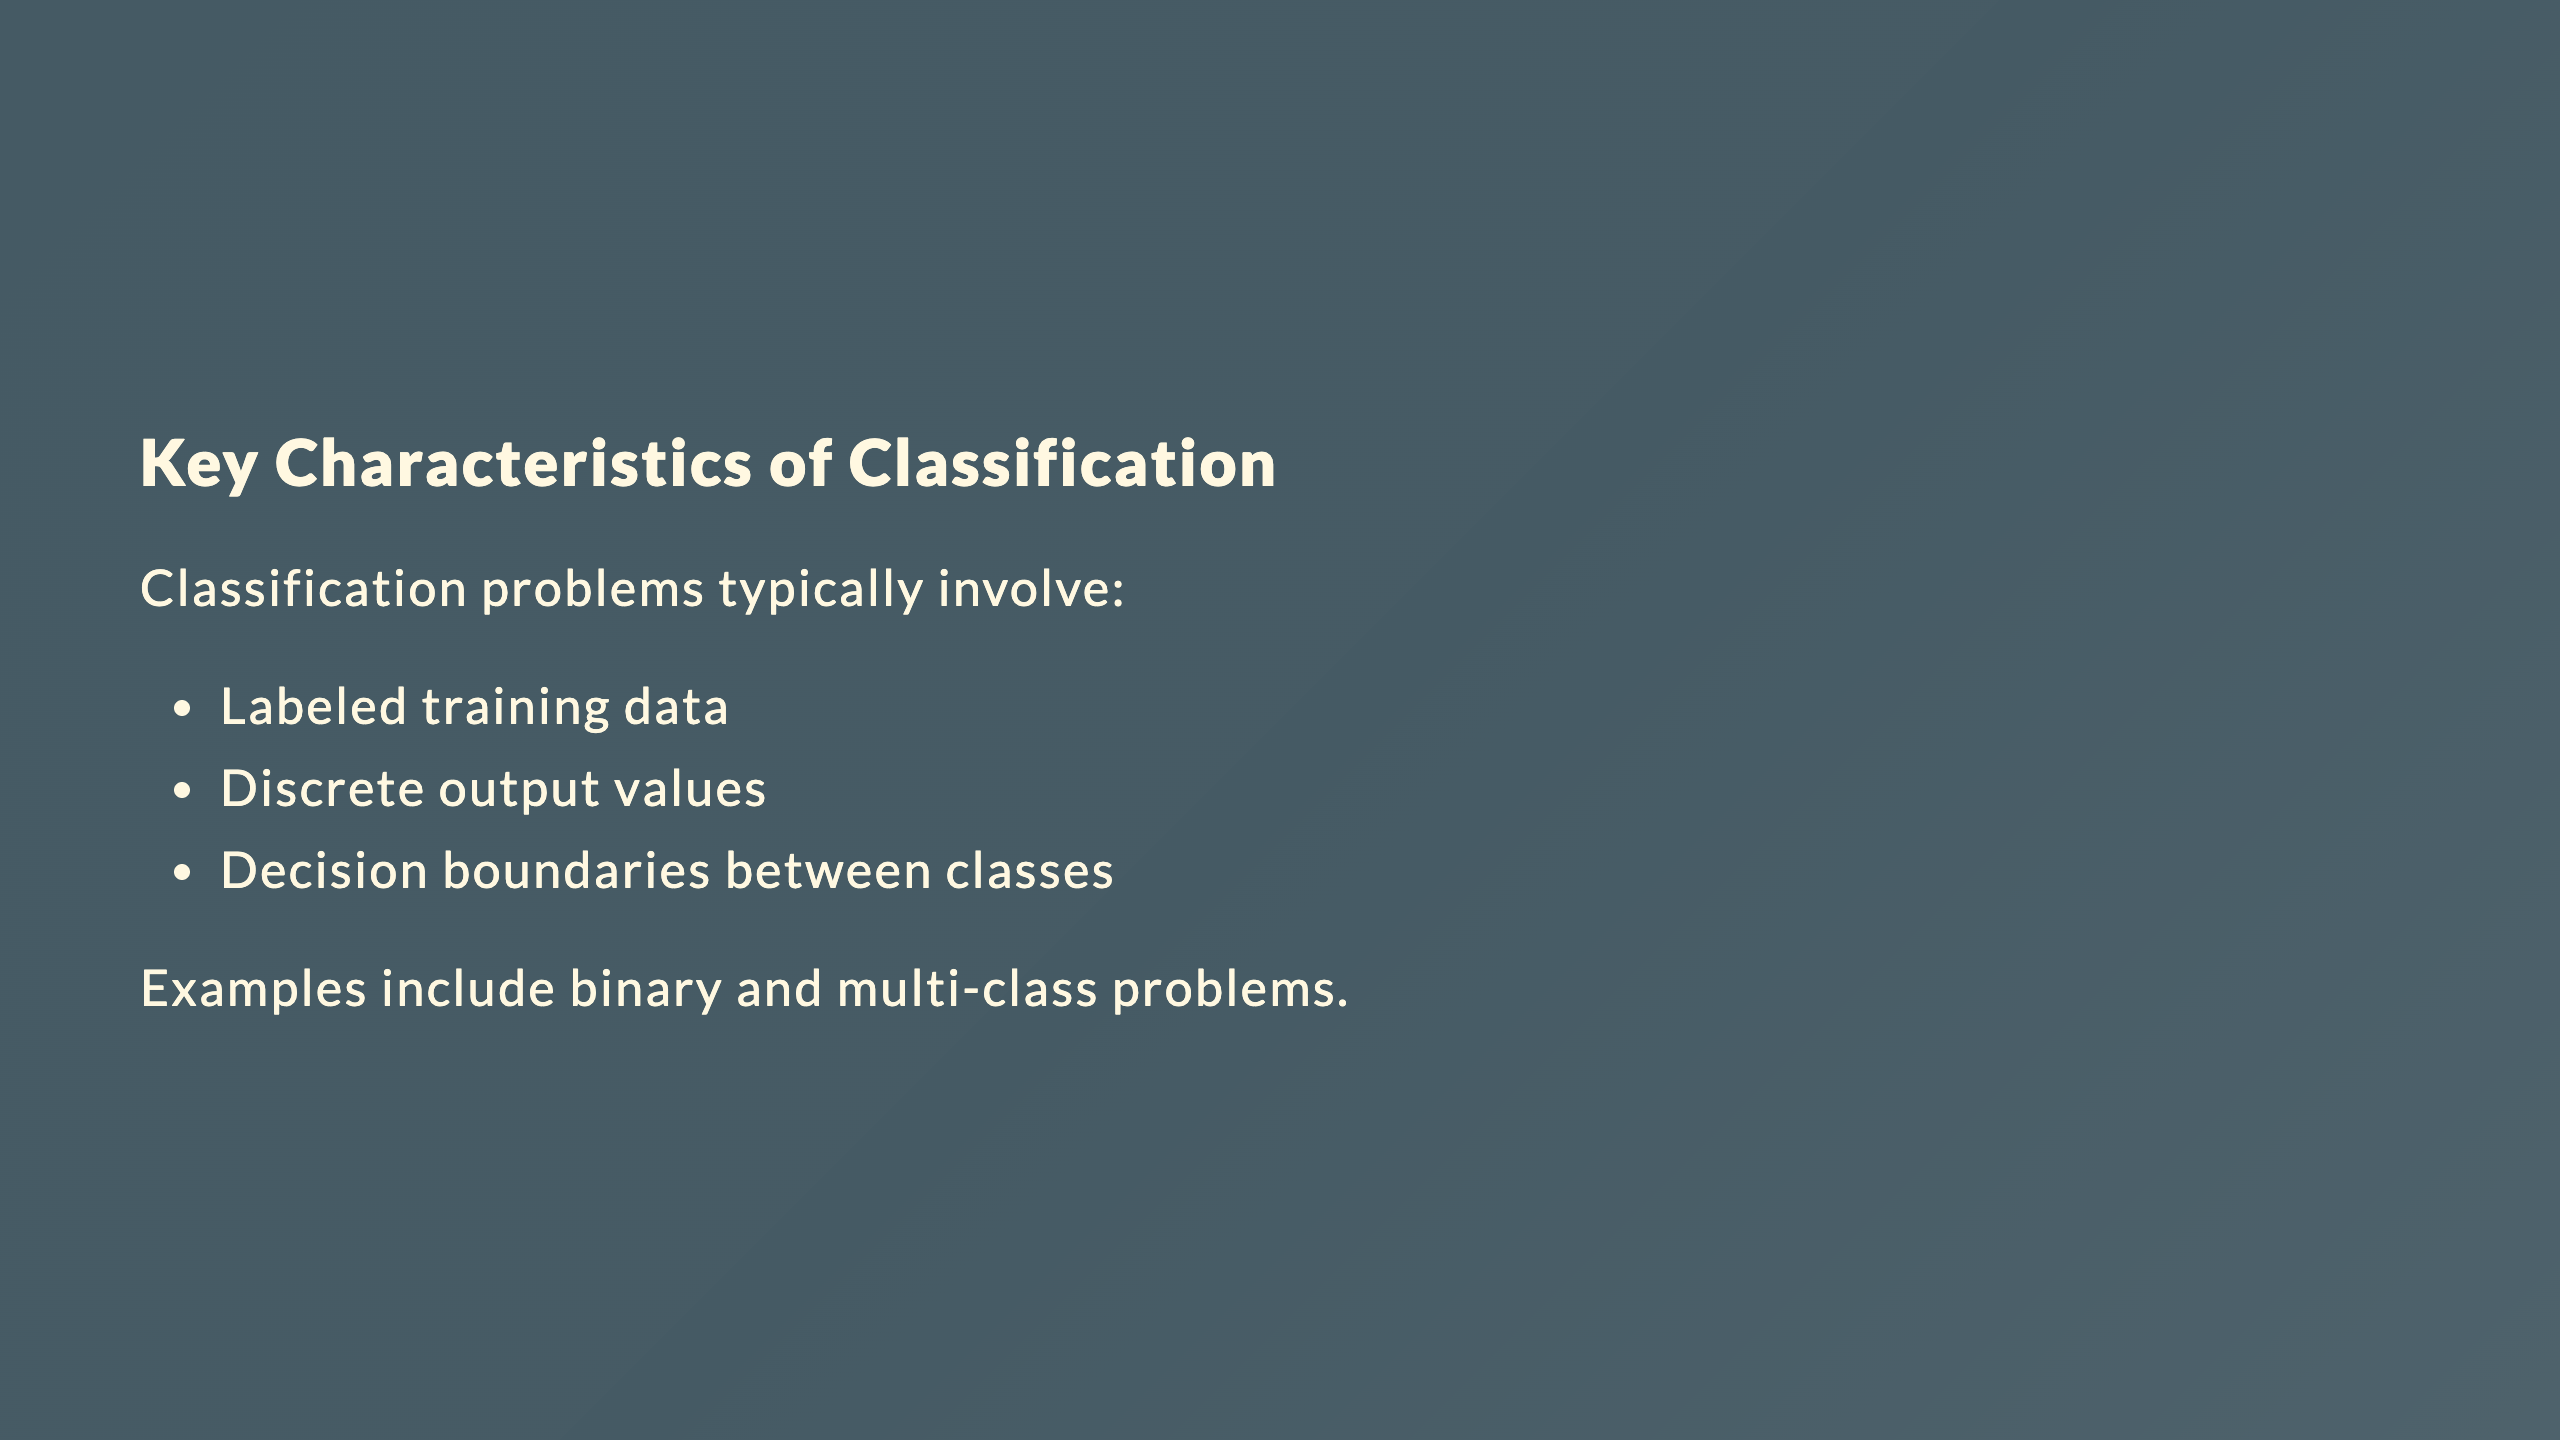 Key Characteristics of Classification
Classification problems typically involve:
• Labeled training data
• Discrete output values
• Decision boundaries between classes
Examples include binary and multi-class problems.